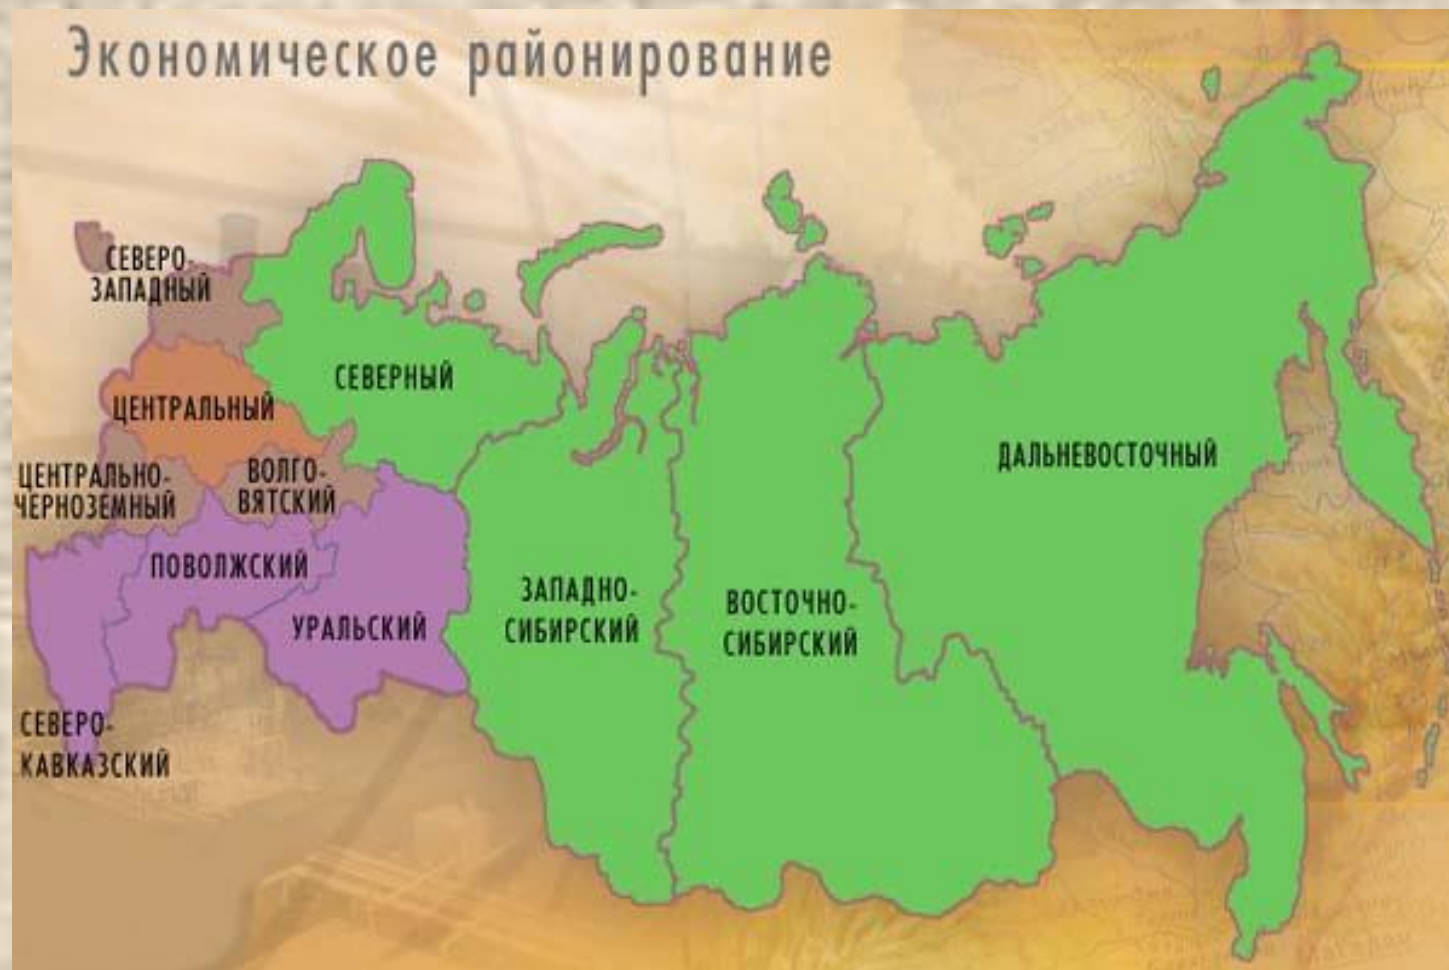 Экономическое районирование
СЕВЕРО-
ЗАПАДНЫЙ
СЕВЕРНЫЙ
ЦЕНТРАЛЬНЫЙ
ЦЕНТРАЛЬНО-
ЧЕРНОЗЕМНЫЙ
ВОЛГО-
ВЯТСКИЙ
ДАЛЬНЕВОСТОЧНЫЙ
ПОВОЛЖСКИЙ
УРАЛЬСКИЙ
ЗАПАДНО-
СИБИРСКИЙ
ВОСТОЧНО-
СИБИРСКИЙ
СЕВЕРО-
КАВКАЗСКИЙ